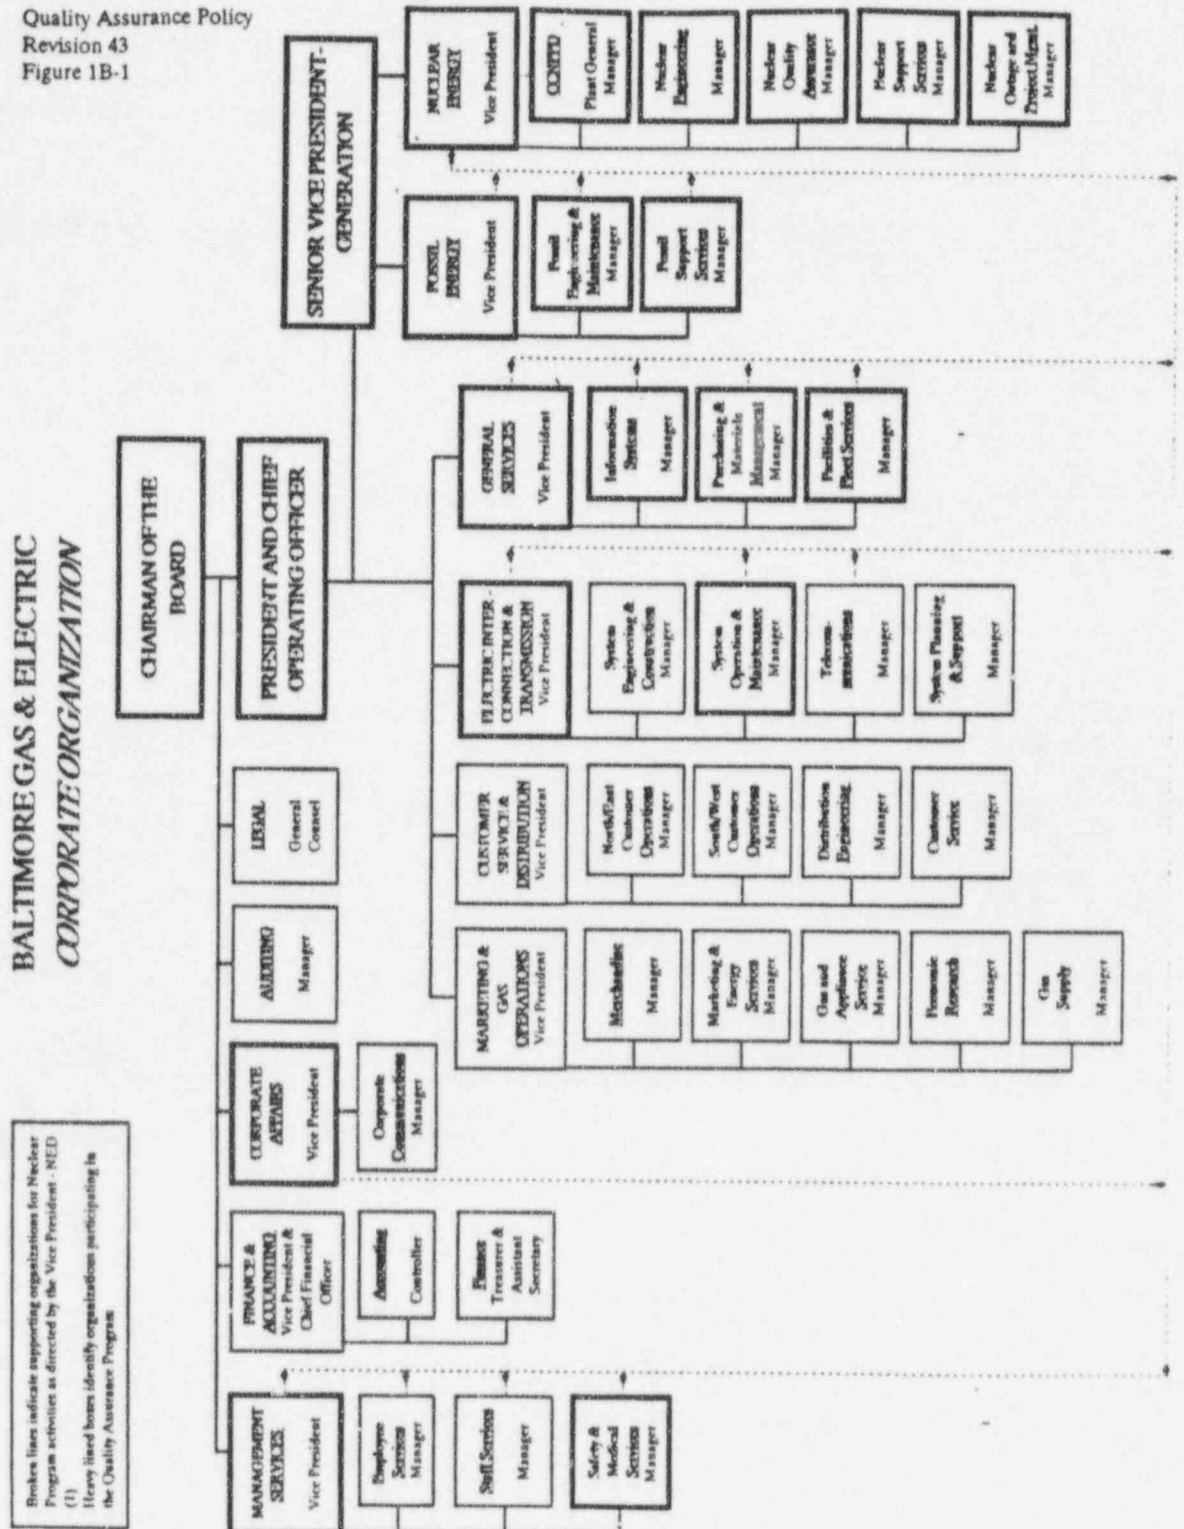 Quality Assurance Policy
Revision 43
Figure 1B-1
BALTIMORE GAS & ELECTRIC
CORPORATE ORGANIZATION
Broken lines indicate supporting organizations for Nuclear
Program activities as directed by the Vice President - NED
(1)
Heavy lined boxes identify organizations participating in
the Quality Assurance Program
CHAIRMAN OF THE
BOARD
PRESIDENT AND CHIEF
OPERATING OFFICER
SENIOR VICE PRESIDENT-
GENERATION
MANAGEMENT
SERVICES
Vice President
Employee
Services
Manager
Staff Services
Manager
Safety &
Medical
Services
Manager
FINANCE &
ACCOUNTING
Vice President &
Chief Financial
Officer
Accounting
Controller
Finance
Treasurer &
Assistant
Secretary
CORPORATE
AFFAIRS
Vice President
Corporate
Communications
Manager
AUDITING
Manager
LEGAL
General
Counsel
MARKETING &
GAS
OPERATIONS
Vice President
Merchandise
Manager
Marketing &
Energy
Services
Manager
Gas and
Appliance
Service
Manager
Economic
Research
Manager
Gas
Supply
Manager
CUSTOMER
SERVICE &
DISTRIBUTION
Vice President
North/East
Customer
Operations
Manager
South/West
Customer
Operations
Manager
Distribution
Engineering
Manager
Customer
Service
Manager
ELECTRIC INTER-
CONNECTION &
TRANSMISSION
Vice President
System
Engineering &
Construction
Manager
System
Operation &
Maintenance
Manager
Telecom-
munications
Manager
System Planning
& Support
Manager
GENERAL
SERVICES
Vice President
Information
Systems
Manager
Purchasing &
Materials
Management
Manager
Facilities &
Fleet Services
Manager
FOSSIL
ENERGY
Vice President
Fossil
Engineering &
Maintenance
Manager
Fossil
Support
Services
Manager
NUCLEAR
ENERGY
Vice President
CCNPPD
Plant General
Manager
Nuclear
Engineering
Manager
Nuclear
Quality
Assurance
Manager
Nuclear
Support
Services
Manager
Nuclear
Outage and
Project Mgmt.
Manager